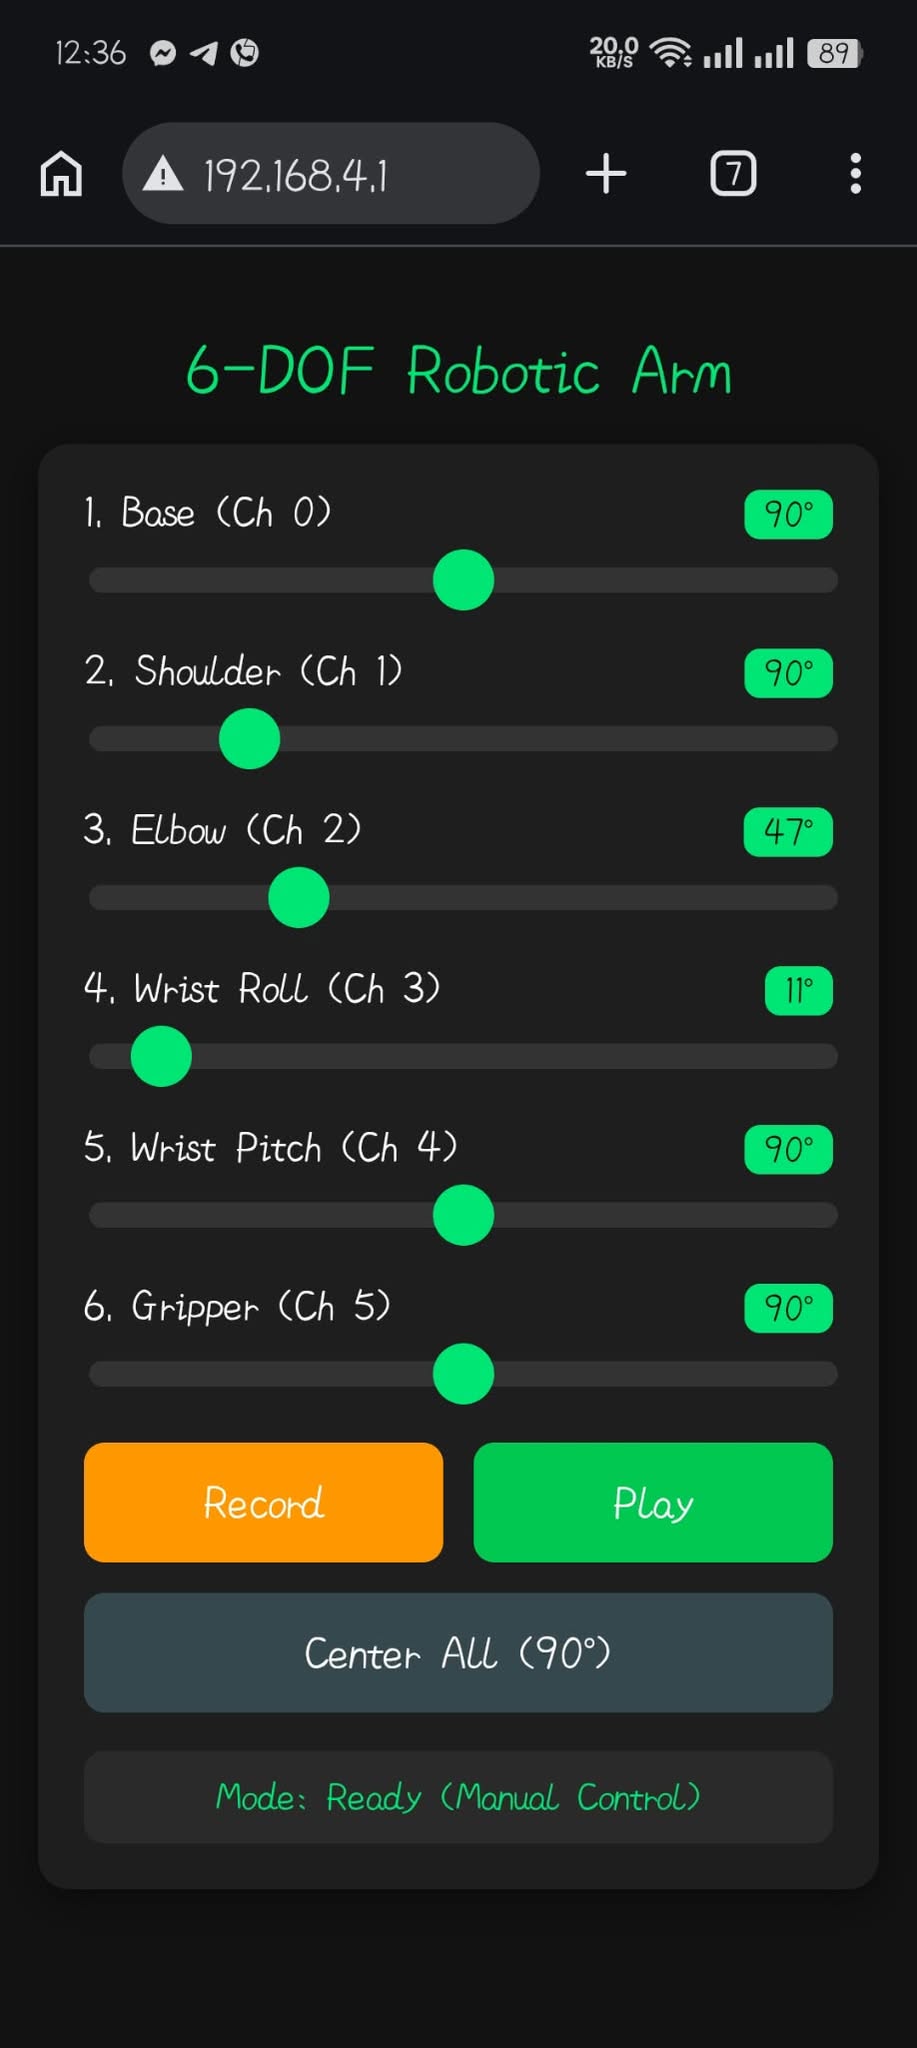 12:36 20.0 KB/S 89
192.168.4.1 7
6-DOF Robotic Arm
1. Base (Ch 0) 90°
2. Shoulder (Ch 1) 90°
3. Elbow (Ch 2) 47°
4. Wrist Roll (Ch 3) 11°
5. Wrist Pitch (Ch 4) 90°
6. Gripper (Ch 5) 90°
Record Play
Center All (90°)
Mode: Ready (Manual Control)